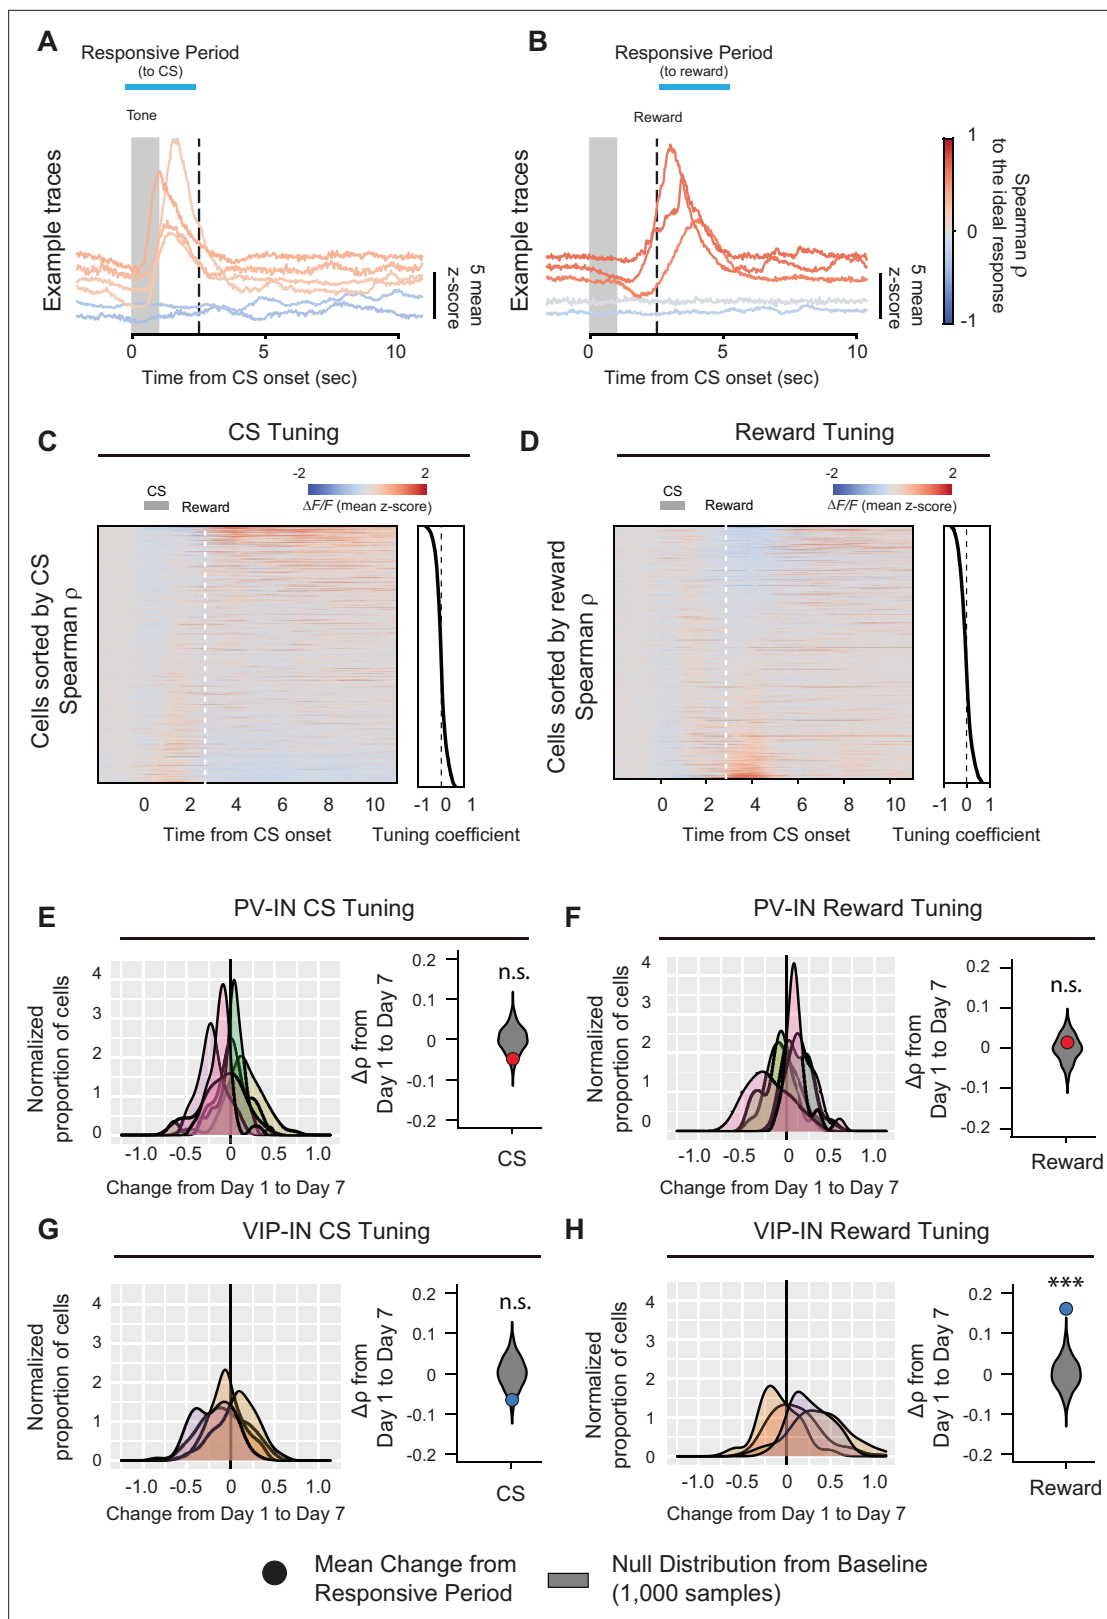 A
Responsive Period
(to CS)
Tone
Example traces
5 mean
z-score
0
5
10
Time from CS onset (sec)
B
Responsive Period
(to reward)
Reward
Example traces
5 mean
z-score
0
5
10
Time from CS onset (sec)
1
0
-1
Spearman ρ
to the ideal response
C
CS Tuning
-2
2
CS
Reward
ΔF/F (mean z-score)
Cells sorted by CS
Spearman ρ
0
2
4
6
8
10
Time from CS onset
-1
0
1
Tuning coefficient
D
Reward Tuning
-2
2
CS
Reward
ΔF/F (mean z-score)
Cells sorted by reward
Spearman ρ
0
2
4
6
8
10
Time from CS onset
-1
0
1
Tuning coefficient
E
PV-IN CS Tuning
Normalized
proportion of cells
4
3
2
1
0
-1.0
-0.5
0
0.5
1.0
Change from Day 1 to Day 7
Δρ from
Day 1 to Day 7
0.2
0.1
0
-0.1
-0.2
n.s.
CS
F
PV-IN Reward Tuning
Normalized
proportion of cells
4
3
2
1
0
-1.0
-0.5
0
0.5
1.0
Change from Day 1 to Day 7
Δρ from
Day 1 to Day 7
0.2
0.1
0
-0.1
-0.2
n.s.
Reward
G
VIP-IN CS Tuning
Normalized
proportion of cells
4
3
2
1
0
-1.0
-0.5
0
0.5
1.0
Change from Day 1 to Day 7
Δρ from
Day 1 to Day 7
0.2
0.1
0
-0.1
-0.2
n.s.
CS
H
VIP-IN Reward Tuning
Normalized
proportion of cells
4
3
2
1
0
-1.0
-0.5
0
0.5
1.0
Change from Day 1 to Day 7
Δρ from
Day 1 to Day 7
0.2
0.1
0
-0.1
-0.2
***
Reward
Mean Change from
Responsive Period
Null Distribution from Baseline
(1,000 samples)